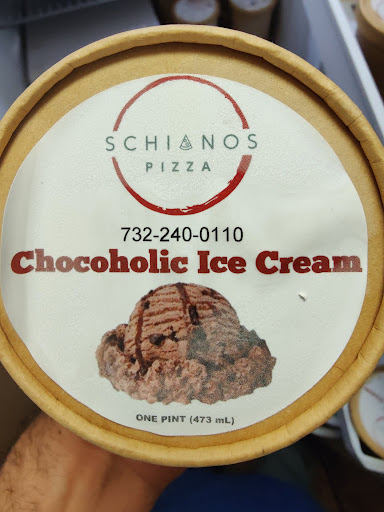 SCHIANOS
PIZZA
732-240-0110
Chocoholic Ice Cream
ONE PINT (473 mL)